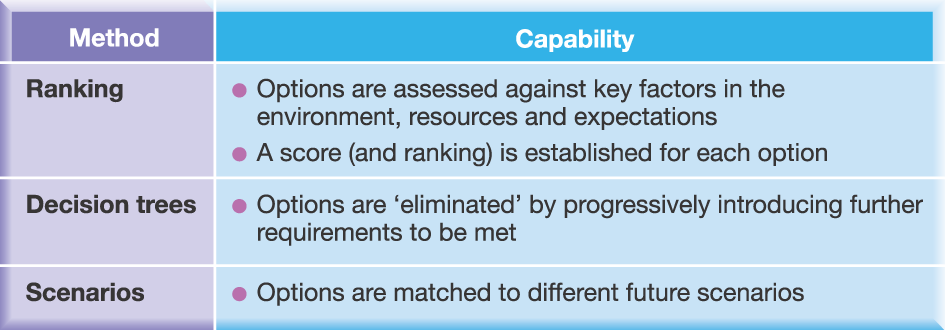 Method
Capability
Ranking
● Options are assessed against key factors in the
environment, resources and expectations
● A score (and ranking) is established for each option
Decision trees
● Options are ‘eliminated’ by progressively introducing further
requirements to be met
Scenarios
● Options are matched to different future scenarios